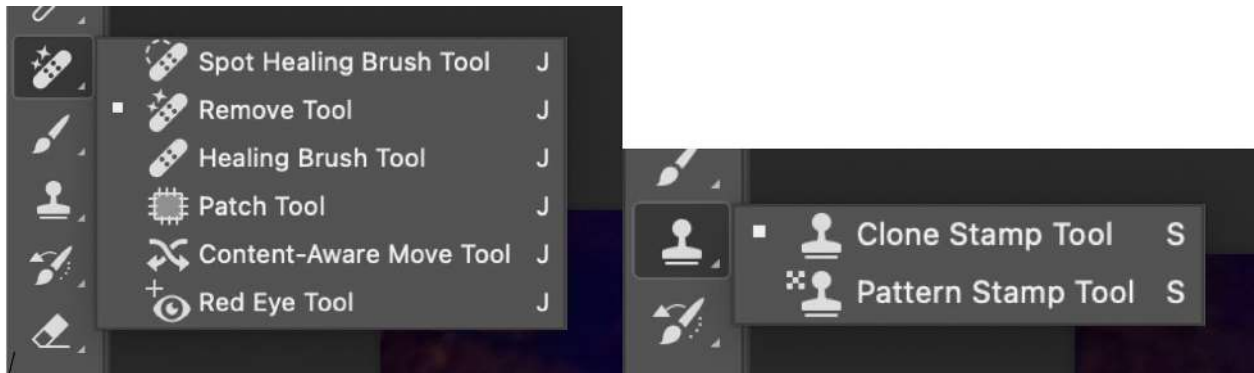 Spot Healing Brush Tool J
Remove Tool J
Healing Brush Tool J
Patch Tool J
Content-Aware Move Tool J
Red Eye Tool J
/
Clone Stamp Tool S
Pattern Stamp Tool S